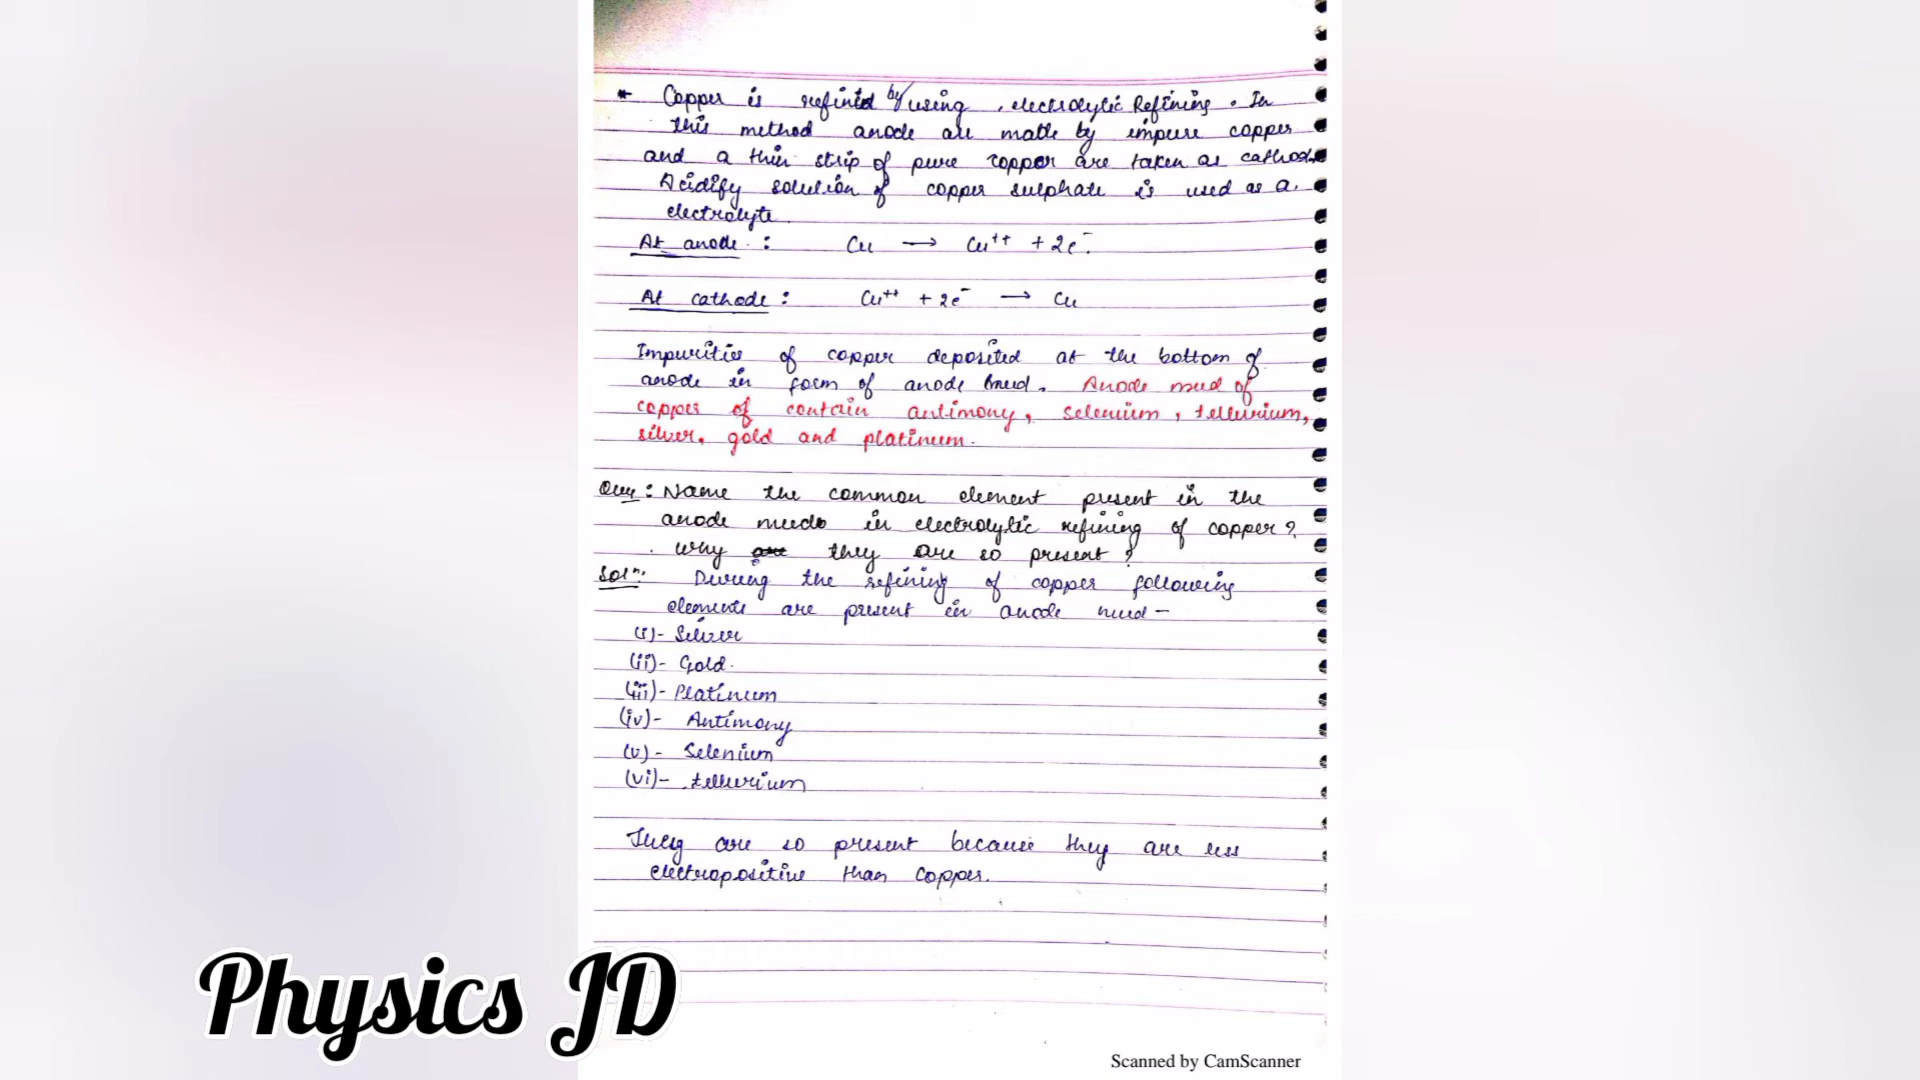 * Copper is refined by using electrolytic Refining. In
this method anode are made by impure copper
and a thin strip of pure copper are taken as cathode
Acidify solution of copper sulphate is used as a
electrolyte.
At anode : Cu → Cu++ + 2e-.
At cathode : Cu++ + 2e- → Cu
Impurities of copper deposited at the bottom of
anode in form of anode mud. Anode mud of
copper of contain antimony, selenium, tellurium,
silver, gold and platinum.
Ques: Name the common element present in the
anode mud in electrolytic refining of copper?
why they are so present?
Soln: During the refining of copper following
elements are present in anode mud -
(i)- Silver
(ii)- Gold.
(iii)- Platinum
(iv)- Antimony
(v)- Selenium
(vi)- tellurium
They are so present because they are less
electropositive than copper.
Physics JD
Scanned by CamScanner